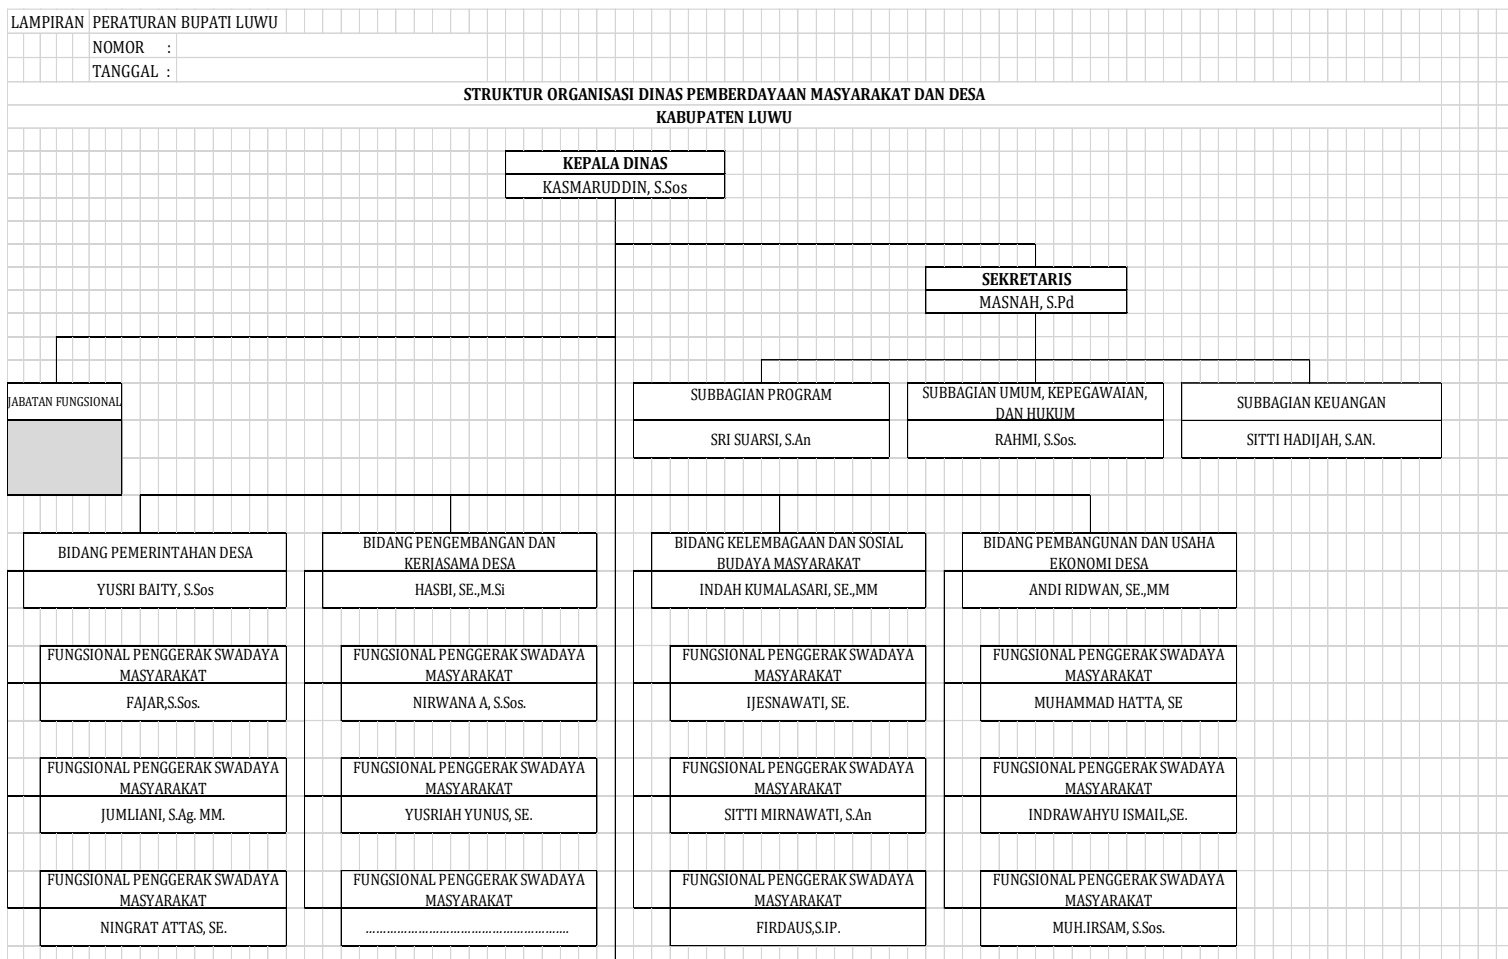 LAMPIRAN PERATURAN BUPATI LUWU
NOMOR :
TANGGAL :
STRUKTUR ORGANISASI DINAS PEMBERDAYAAN MASYARAKAT DAN DESA
KABUPATEN LUWU
KEPALA DINAS
KASMARUDDIN, S.Sos
SEKRETARIS
MASNAH, S.Pd
JABATAN FUNGSIONAL
SUBBAGIAN PROGRAM
SRI SUARSI, S.An
SUBBAGIAN UMUM, KEPEGAWAIAN,
DAN HUKUM
RAHMI, S.Sos.
SUBBAGIAN KEUANGAN
SITTI HADIJAH, S.AN.
BIDANG PEMERINTAHAN DESA
YUSRI BAITY, S.Sos
FUNGSIONAL PENGGERAK SWADAYA
MASYARAKAT
FAJAR,S.Sos.
FUNGSIONAL PENGGERAK SWADAYA
MASYARAKAT
JUMLIANI, S.Ag. MM.
FUNGSIONAL PENGGERAK SWADAYA
MASYARAKAT
NINGRAT ATTAS, SE.
BIDANG PENGEMBANGAN DAN
KERJASAMA DESA
HASBI, SE.,M.Si
FUNGSIONAL PENGGERAK SWADAYA
MASYARAKAT
NIRWANA A, S.Sos.
FUNGSIONAL PENGGERAK SWADAYA
MASYARAKAT
YUSRIAH YUNUS, SE.
FUNGSIONAL PENGGERAK SWADAYA
MASYARAKAT
..........................................................
BIDANG KELEMBAGAAN DAN SOSIAL
BUDAYA MASYARAKAT
INDAH KUMALASARI, SE.,MM
FUNGSIONAL PENGGERAK SWADAYA
MASYARAKAT
IJESNAWATI, SE.
FUNGSIONAL PENGGERAK SWADAYA
MASYARAKAT
SITTI MIRNAWATI, S.An
FUNGSIONAL PENGGERAK SWADAYA
MASYARAKAT
FIRDAUS,S.IP.
BIDANG PEMBANGUNAN DAN USAHA
EKONOMI DESA
ANDI RIDWAN, SE.,MM
FUNGSIONAL PENGGERAK SWADAYA
MASYARAKAT
MUHAMMAD HATTA, SE
FUNGSIONAL PENGGERAK SWADAYA
MASYARAKAT
INDRAWAHYU ISMAIL,SE.
FUNGSIONAL PENGGERAK SWADAYA
MASYARAKAT
MUH.IRSAM, S.Sos.